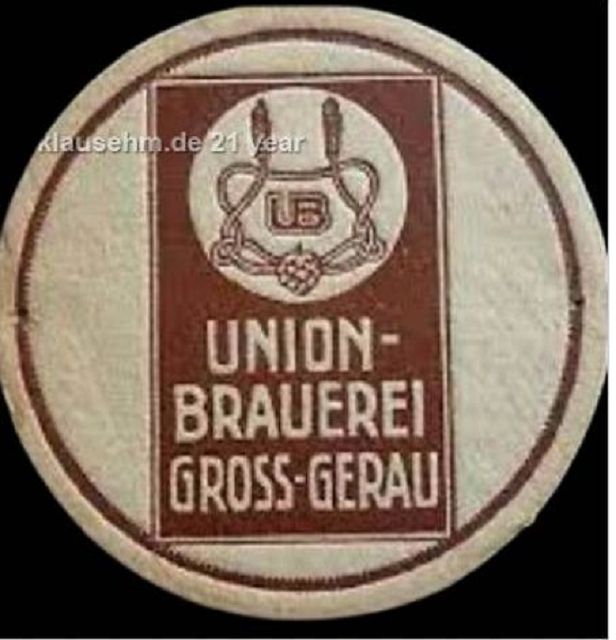 klausehm.de 21 year
UB
UNION-
BRAUEREI
GROSS-GERAU